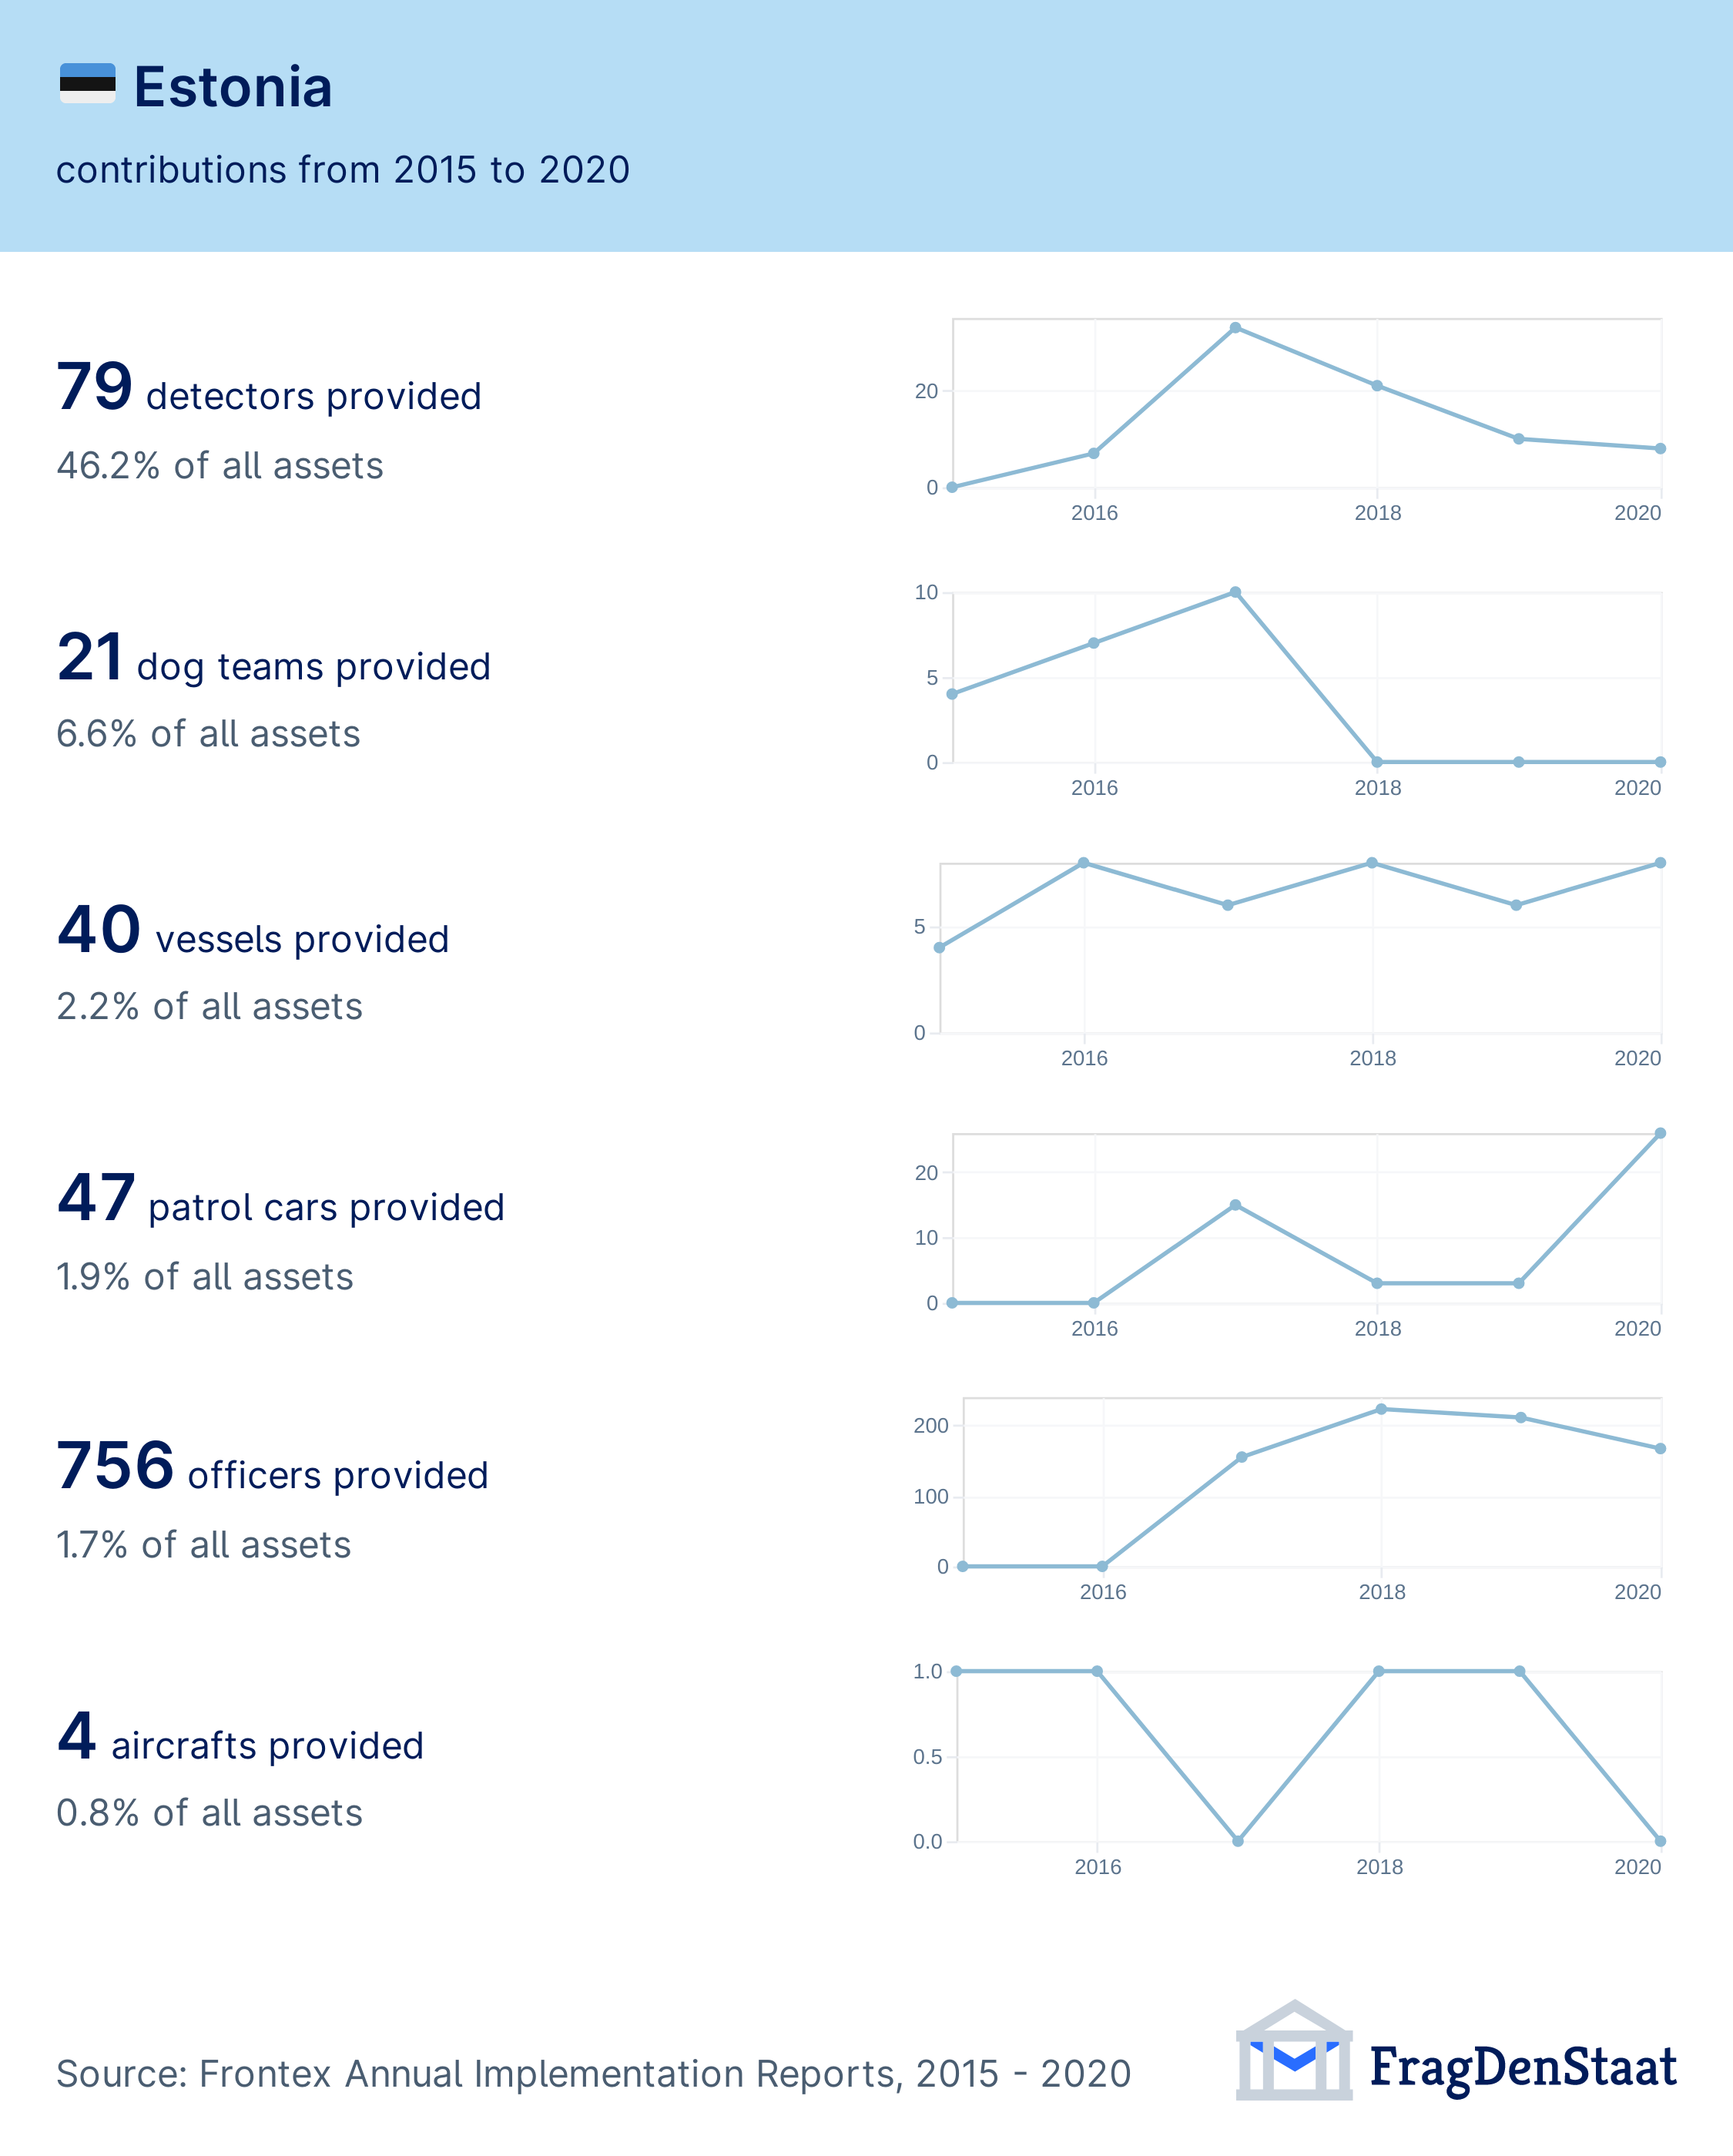 Estonia
contributions from 2015 to 2020
79 detectors provided
46.2% of all assets
20
0
2016 2018 2020
21 dog teams provided
6.6% of all assets
10
5
0
2016 2018 2020
40 vessels provided
2.2% of all assets
5
0
2016 2018 2020
47 patrol cars provided
1.9% of all assets
20
10
0
2016 2018 2020
756 officers provided
1.7% of all assets
200
100
0
2016 2018 2020
4 aircrafts provided
0.8% of all assets
1.0
0.5
0.0
2016 2018 2020
Source: Frontex Annual Implementation Reports, 2015 - 2020
FragDenStaat